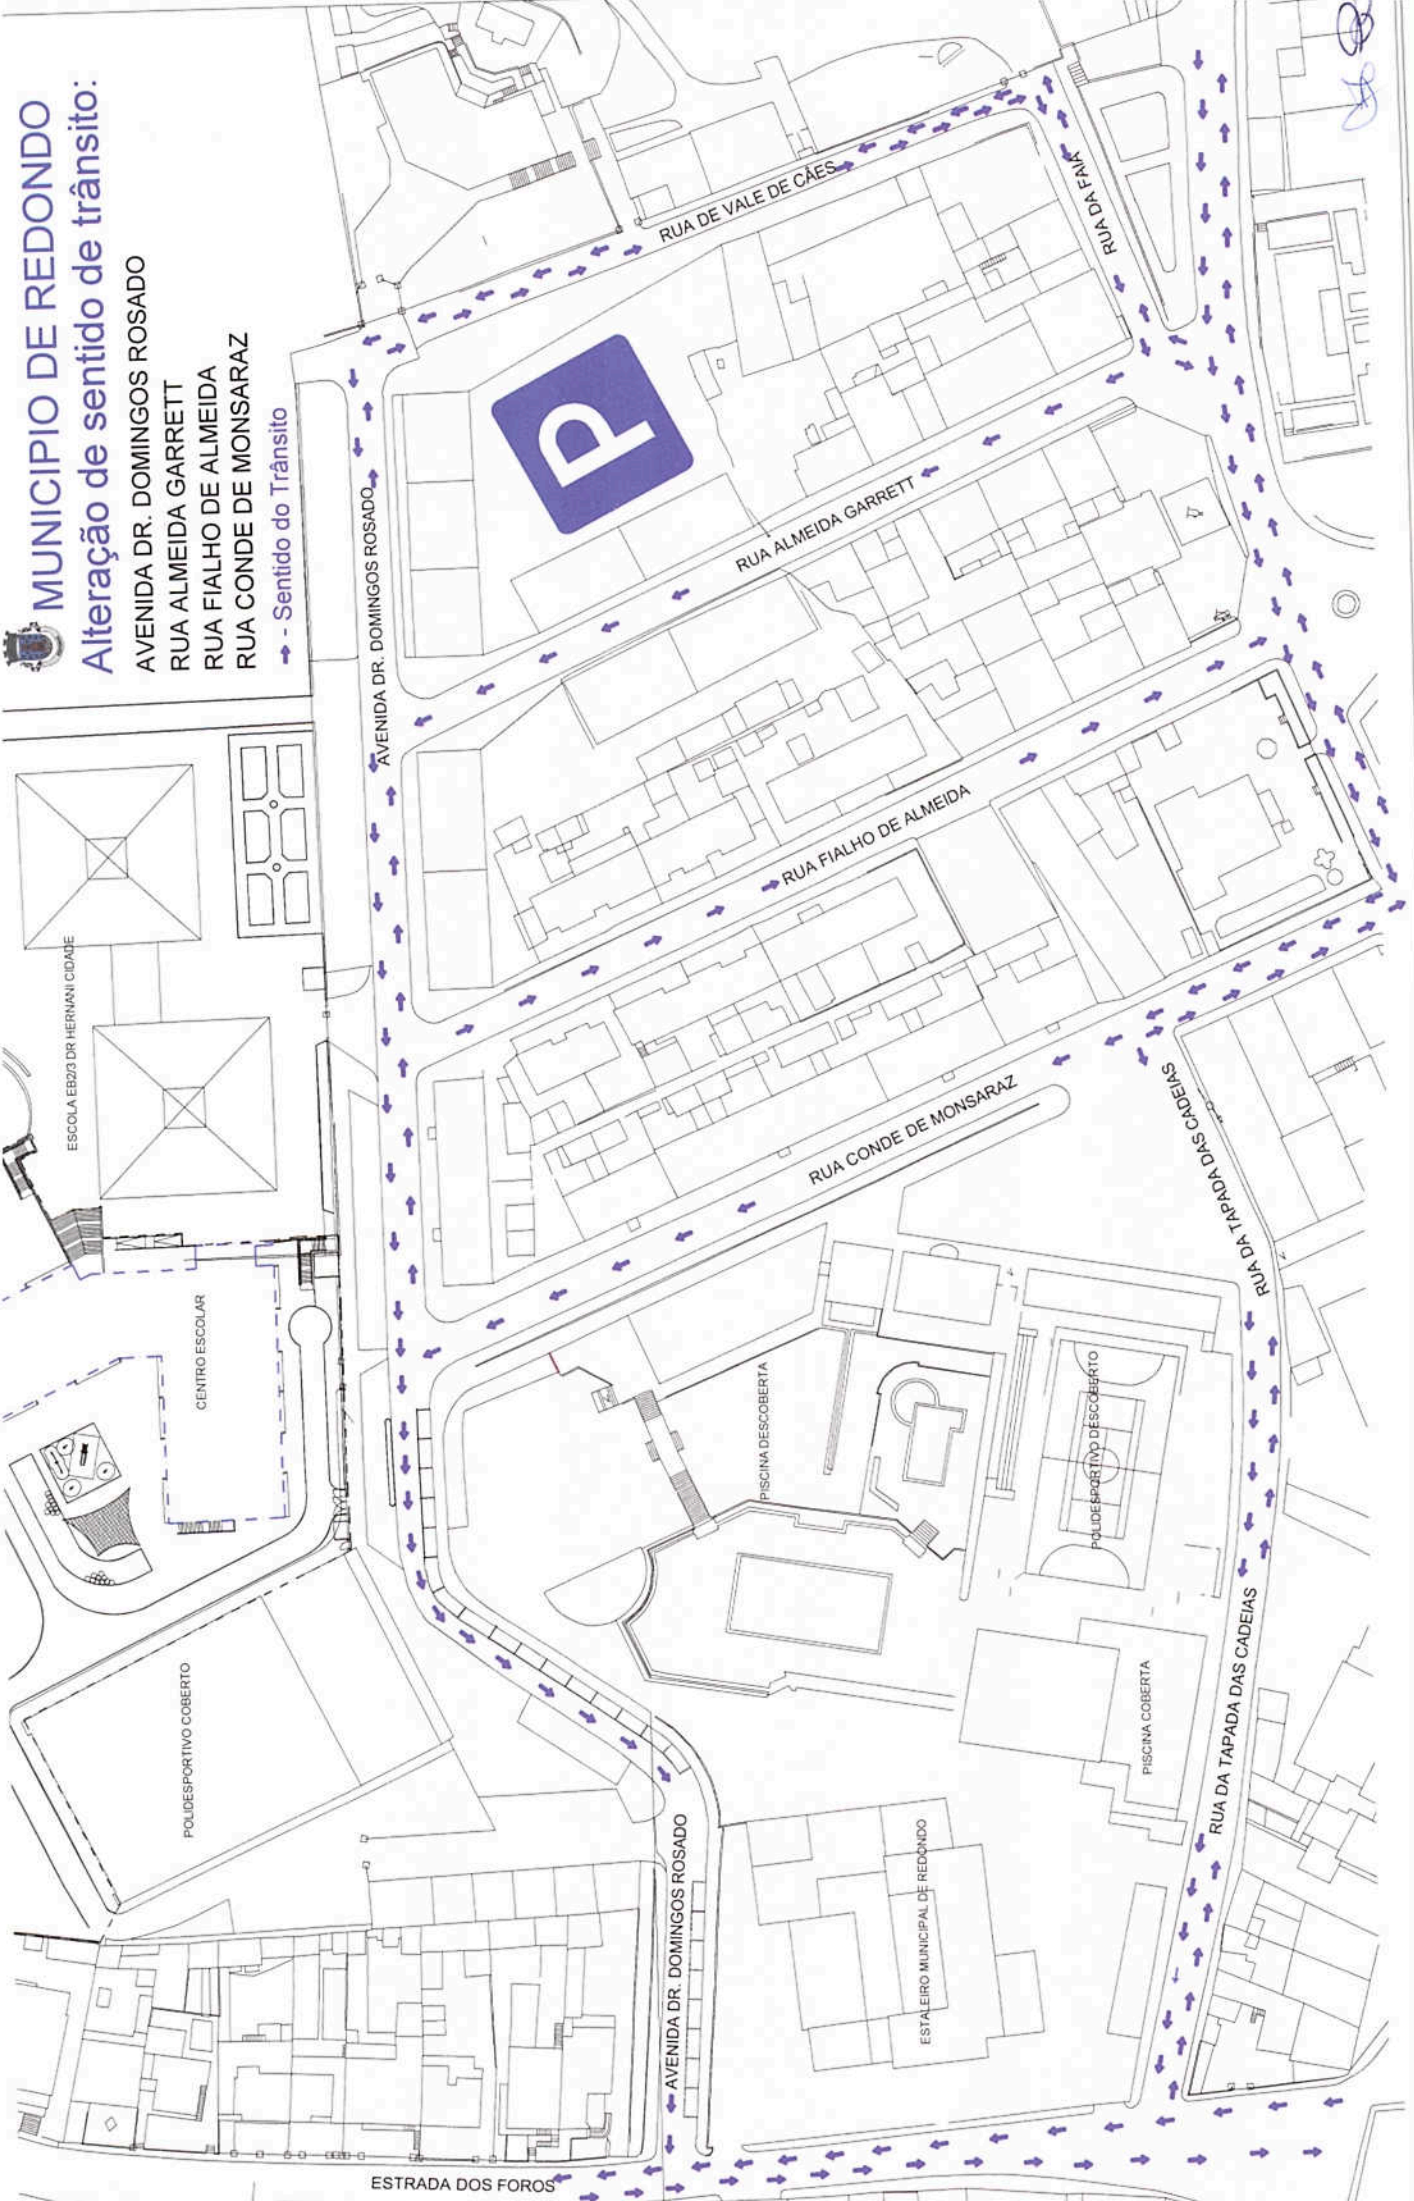 MUNICIPIO DE REDONDO
Alteração de sentido de trânsito:
AVENIDA DR. DOMINGOS ROSADO
RUA ALMEIDA GARRETT
RUA FIALHO DE ALMEIDA
RUA CONDE DE MONSARAZ
- Sentido do Trânsito
ESCOLA EB2/3 DR HERNANI CIDADE
CENTRO ESCOLAR
POLIDESPORTIVO COBERTO
AVENIDA DR. DOMINGOS ROSADO
RUA DE VALE DE CÃES
RUA DA FAIA
P
RUA ALMEIDA GARRETT
RUA FIALHO DE ALMEIDA
RUA CONDE DE MONSARAZ
RUA DA TAPADA DAS CADEIAS
PISCINA DESCOBERTA
POLIDESPORTIVO DESCOBERTO
PISCINA COBERTA
RUA DA TAPADA DAS CADEIAS
AVENIDA DR. DOMINGOS ROSADO
ESTALEIRO MUNICIPAL DE REDONDO
ESTRADA DOS FOROS